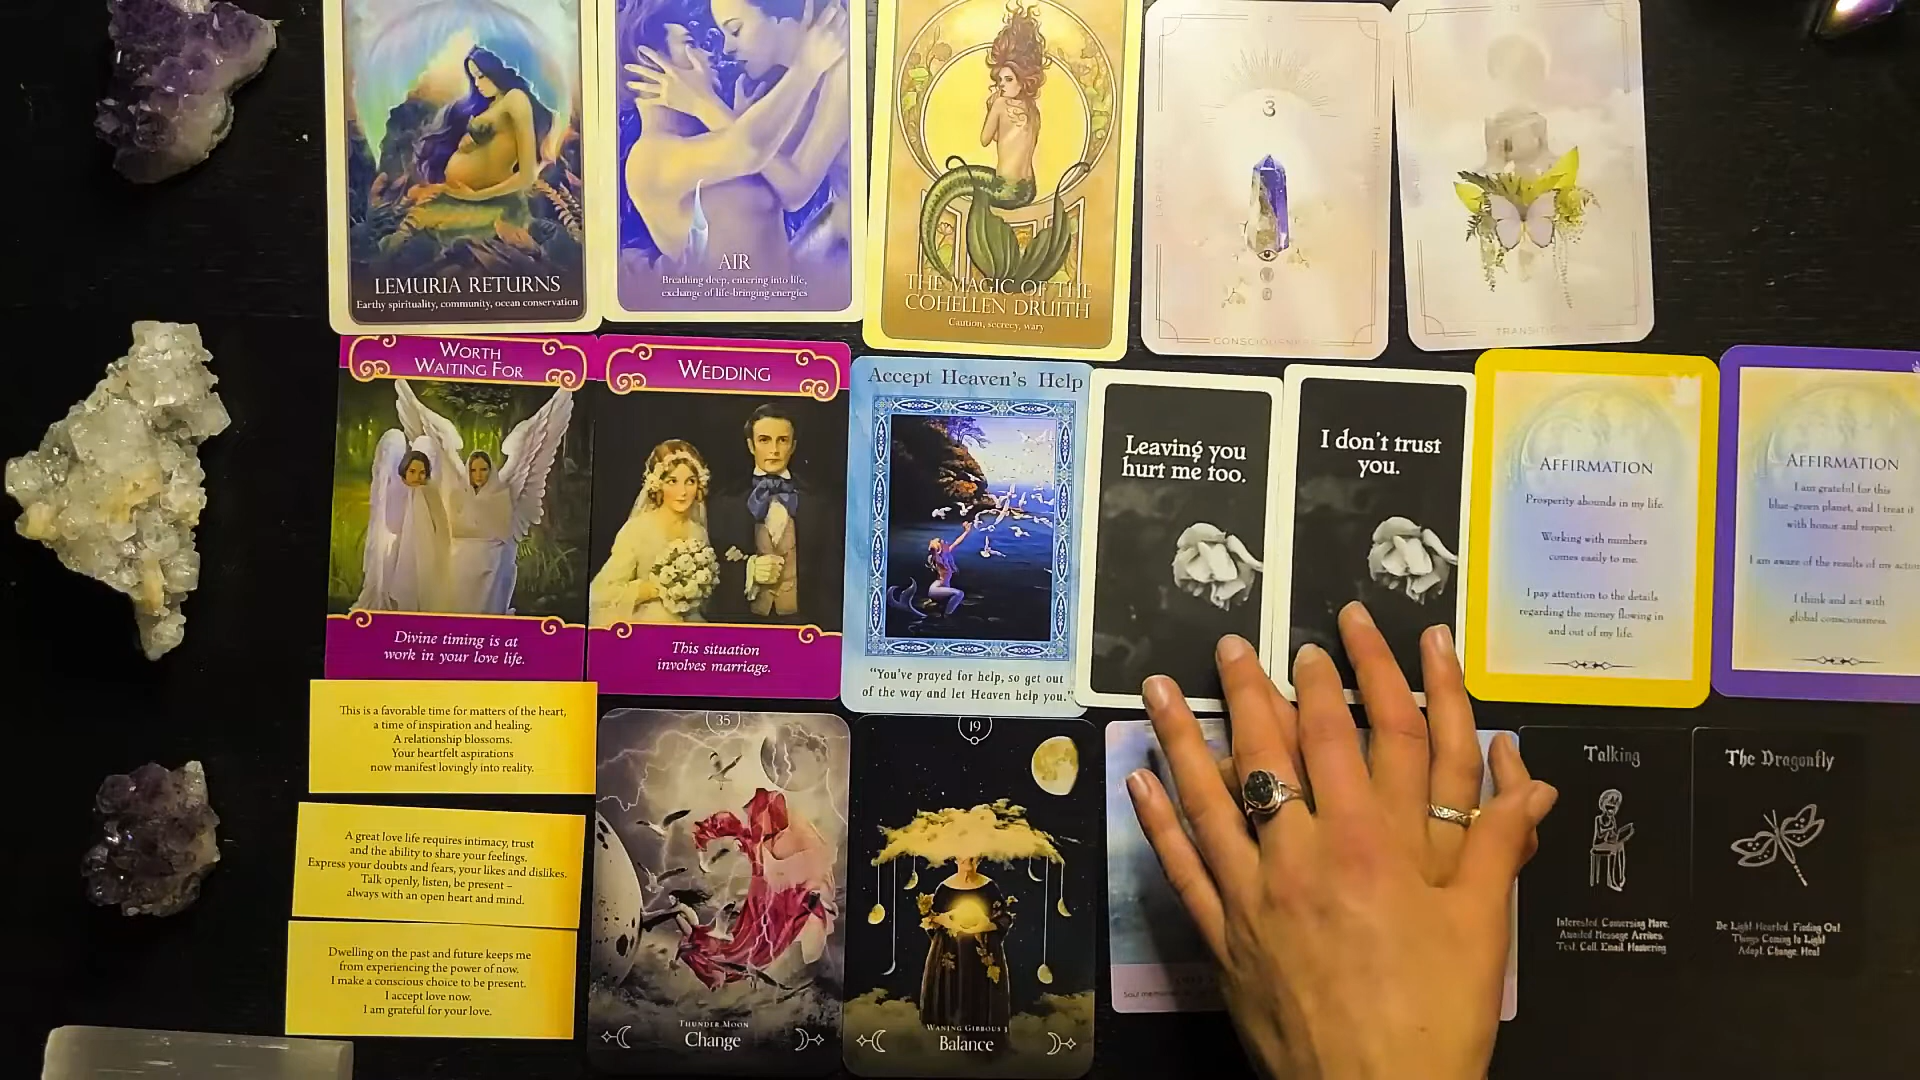 LEMURIA RETURNS
Earthy spirituality, community, ocean conservation
AIR
Breathing deep, entering into life,
exchange of life-bringing energies
THE MAGIC OF THE
COHELLEN DRUITH
Caution, secrecy, wary
2
3
CONSCIOUSNESS
13
TRANSITION
WORTH
WAITING FOR
Divine timing is at
work in your love life.
WEDDING
This situation
involves marriage.
Accept Heaven's Help
"You've prayed for help, so get out
of the way and let Heaven help you."
Leaving you
hurt me too.
I don't trust
you.
AFFIRMATION
Prosperity abounds in my life.
Working with numbers
comes easily to me.
I pay attention to the details
regarding the money flowing in
and out of my life.
AFFIRMATION
I am grateful for this
blue-green planet, and I treat it
with honor and respect.
I am aware of the results of my action
I think and act with
global consciousness.
This is a favorable time for matters of the heart,
a time of inspiration and healing.
A relationship blossoms.
Your heartfelt aspirations
now manifest lovingly into reality.
A great love life requires intimacy, trust
and the ability to share your feelings.
Express your doubts and fears, your likes and dislikes.
Talk openly, listen, be present –
always with an open heart and mind.
Dwelling on the past and future keeps me
from experiencing the power of now.
I make a conscious choice to be present.
I accept love now.
I am grateful for your love.
35
THUNDER MOON
Change
19
WANING GIBBOUS I
Balance
Soul
Talking
Interested, Conversing More,
Awaited Message Arrives,
Text, Call, Email, Hovering
The Dragonfly
Be Light Hearted, Finding Out,
Things Coming to Light
Adapt, Change, Heal